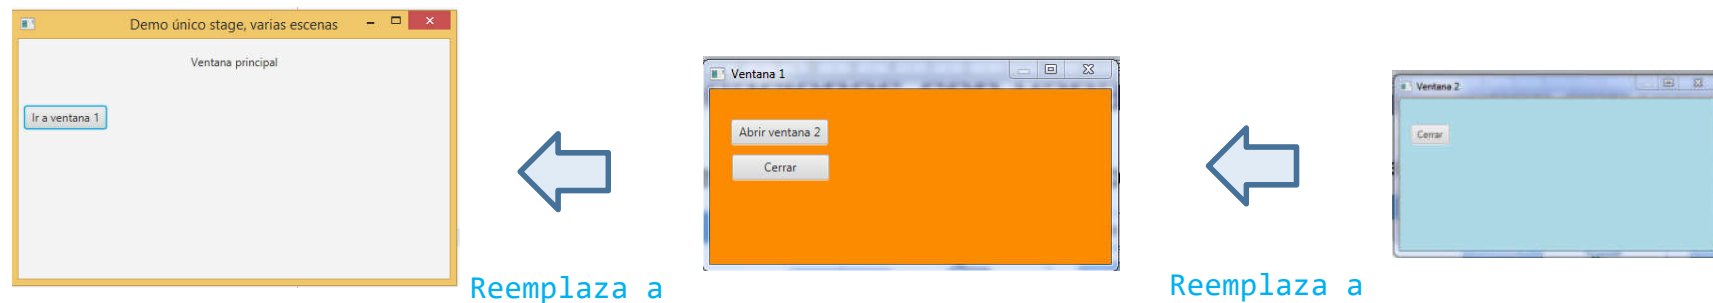 Demo único stage, varias escenas
Ventana principal
Ir a ventana 1
Reemplaza a
Ventana 1
Abrir ventana 2
Cerrar
Reemplaza a
Ventana 2
Cerrar